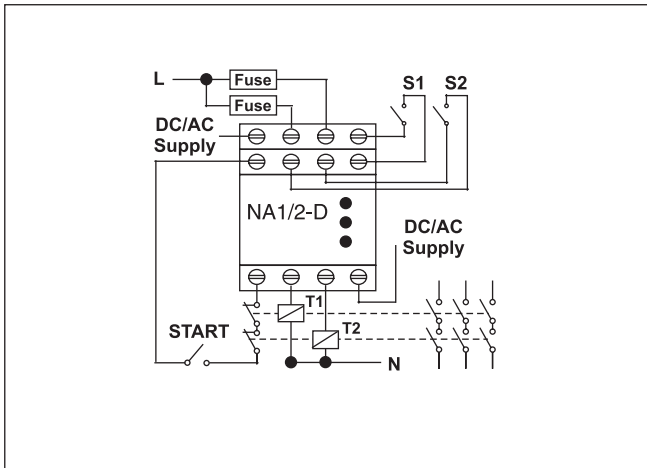 L
Fuse
Fuse
S1
S2
DC/AC
Supply
NA1/2-D
DC/AC
Supply
T1
START
T2
N